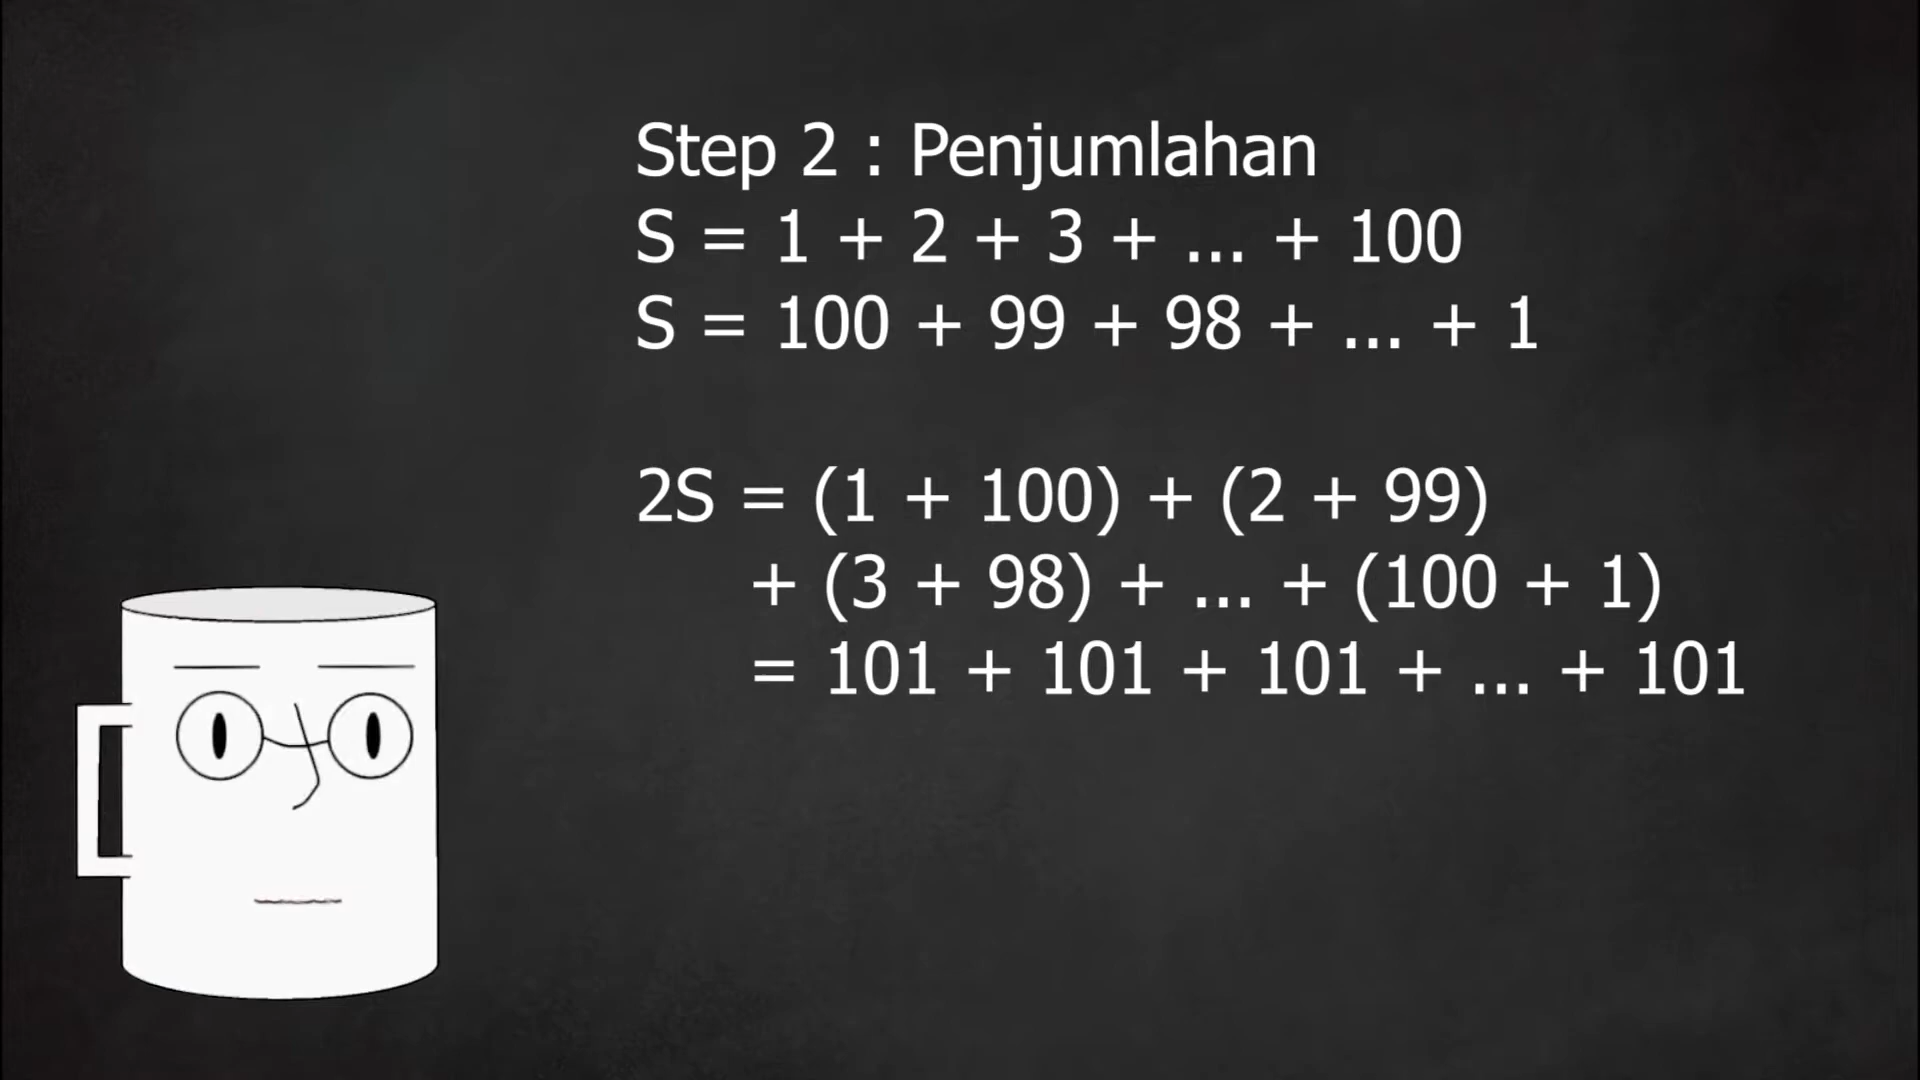 Step 2 : Penjumlahan
S = 1 + 2 + 3 + ... + 100
S = 100 + 99 + 98 + ... + 1
2S = (1 + 100) + (2 + 99)
+ (3 + 98) + ... + (100 + 1)
= 101 + 101 + 101 + ... + 101